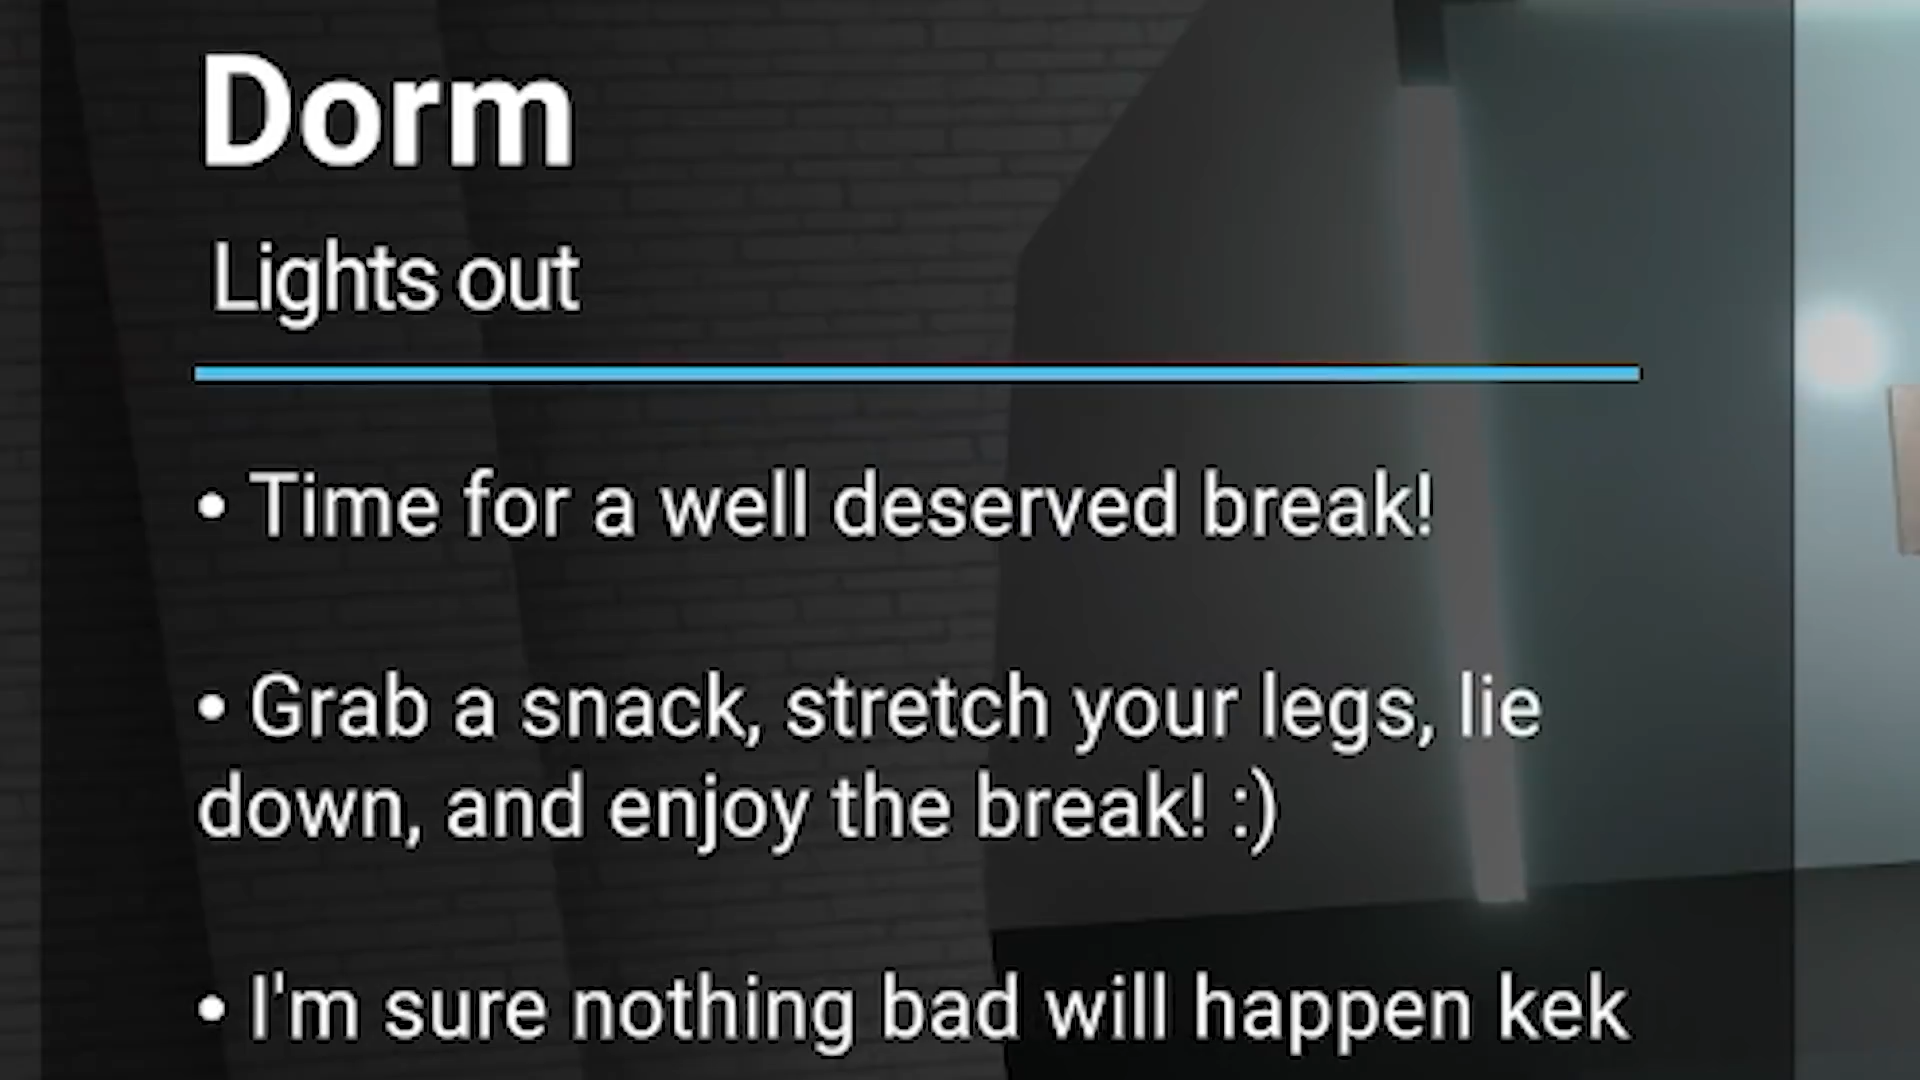 Dorm
Lights out
• Time for a well deserved break!
• Grab a snack, stretch your legs, lie
down, and enjoy the break! :)
• I'm sure nothing bad will happen kek